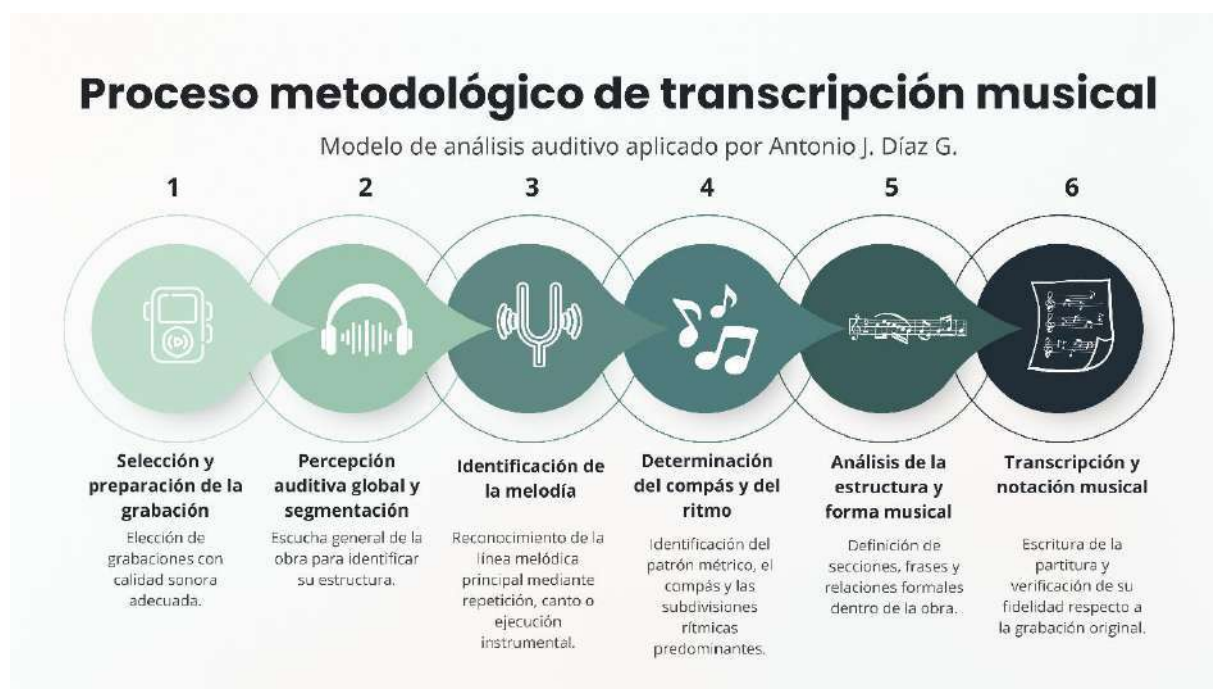 Proceso metodológico de transcripción musical
Modelo de análisis auditivo aplicado por Antonio J. Díaz G.
1
2
3
4
5
6
Selección y
preparación de la
grabación
Elección de
grabaciones con
calidad sonora
adecuada.
Percepción
auditiva global y
segmentación
Escucha general de la
obra para identificar
su estructura.
Identificación de
la melodía
Reconocimiento de la
línea melódica
principal mediante
repetición, canto o
ejecución
instrumental.
Determinación
del compás y del
ritmo
Identificación del
patrón métrico, el
compás y las
subdivisiones
rítmicas
predominantes.
Análisis de la
estructura y
forma musical
Definición de
secciones, frases y
relaciones formales
dentro de la obra.
Transcripción y
notación musical
Escritura de la
partitura y
verificación de su
fidelidad respecto a
la grabación original.